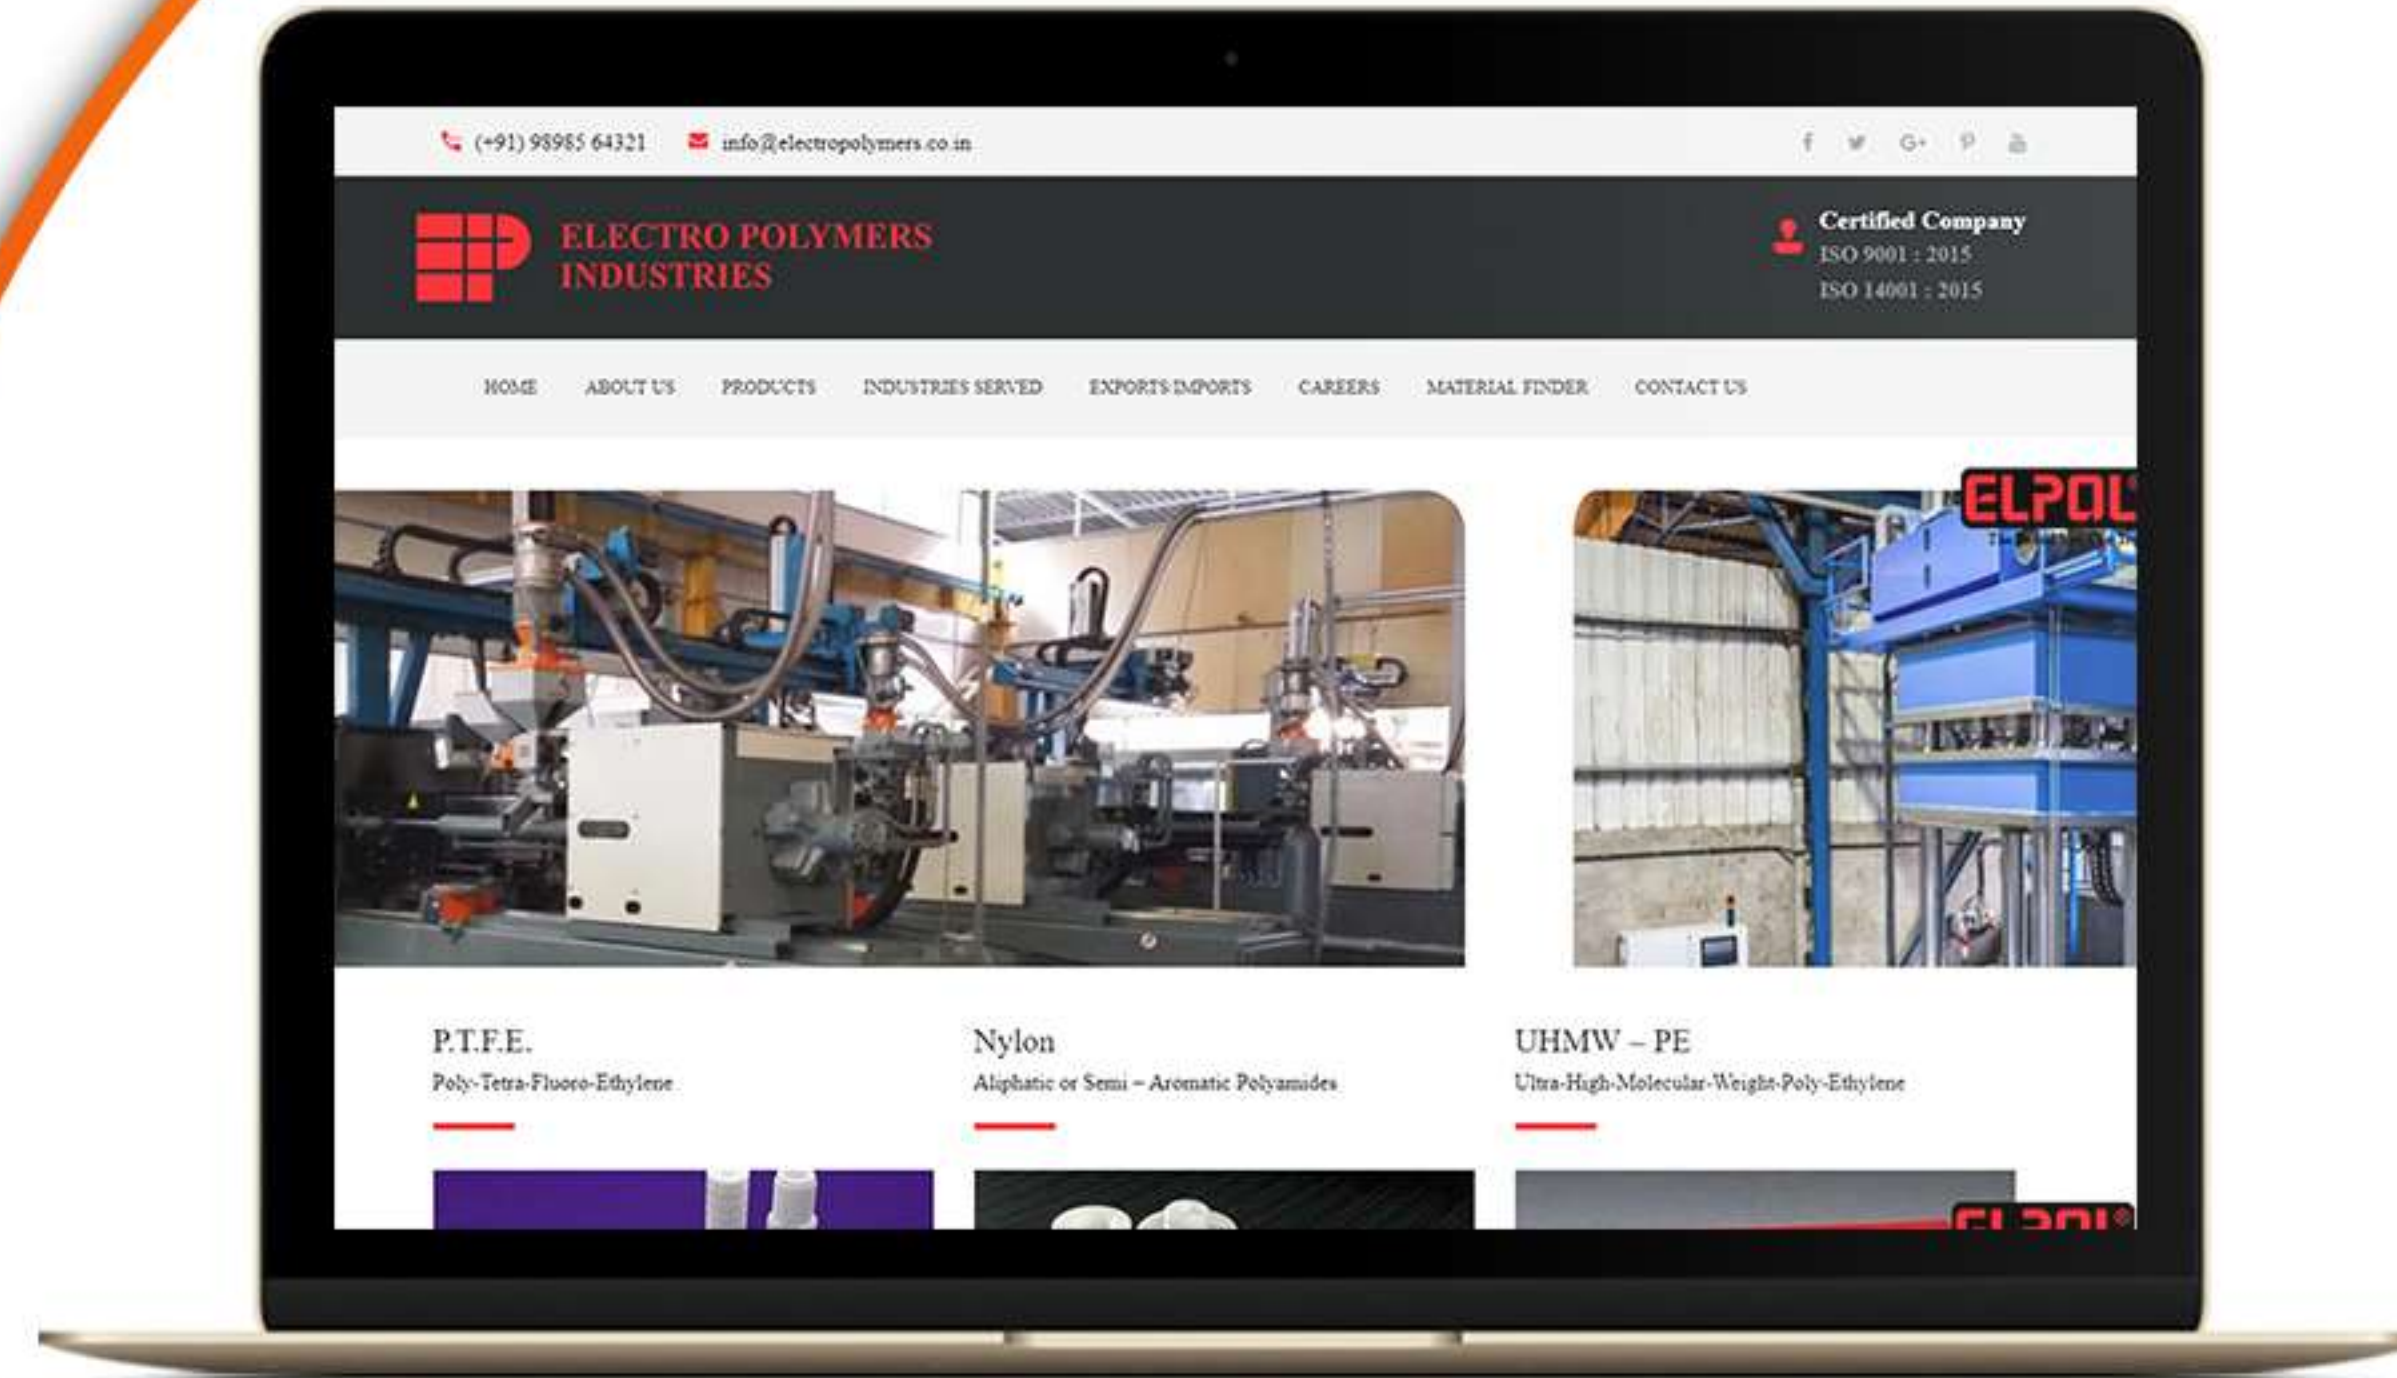 (+91) 98985 64321 info@electropolymers.co.in
ELECTRO POLYMERS
INDUSTRIES
Certified Company
ISO 9001 : 2015
ISO 14001 : 2015
HOME ABOUT US PRODUCTS INDUSTRIES SERVED EXPORTS/IMPORTS CAREERS MATERIAL FINDER CONTACT US
ELPOL
P.T.F.E.
Poly-Tetra-Fluoro-Ethylene
Nylon
Aliphatic or Semi – Aromatic Polyamides
UHMW – PE
Ultra-High-Molecular-Weight-Poly-Ethylene
ELPOL®